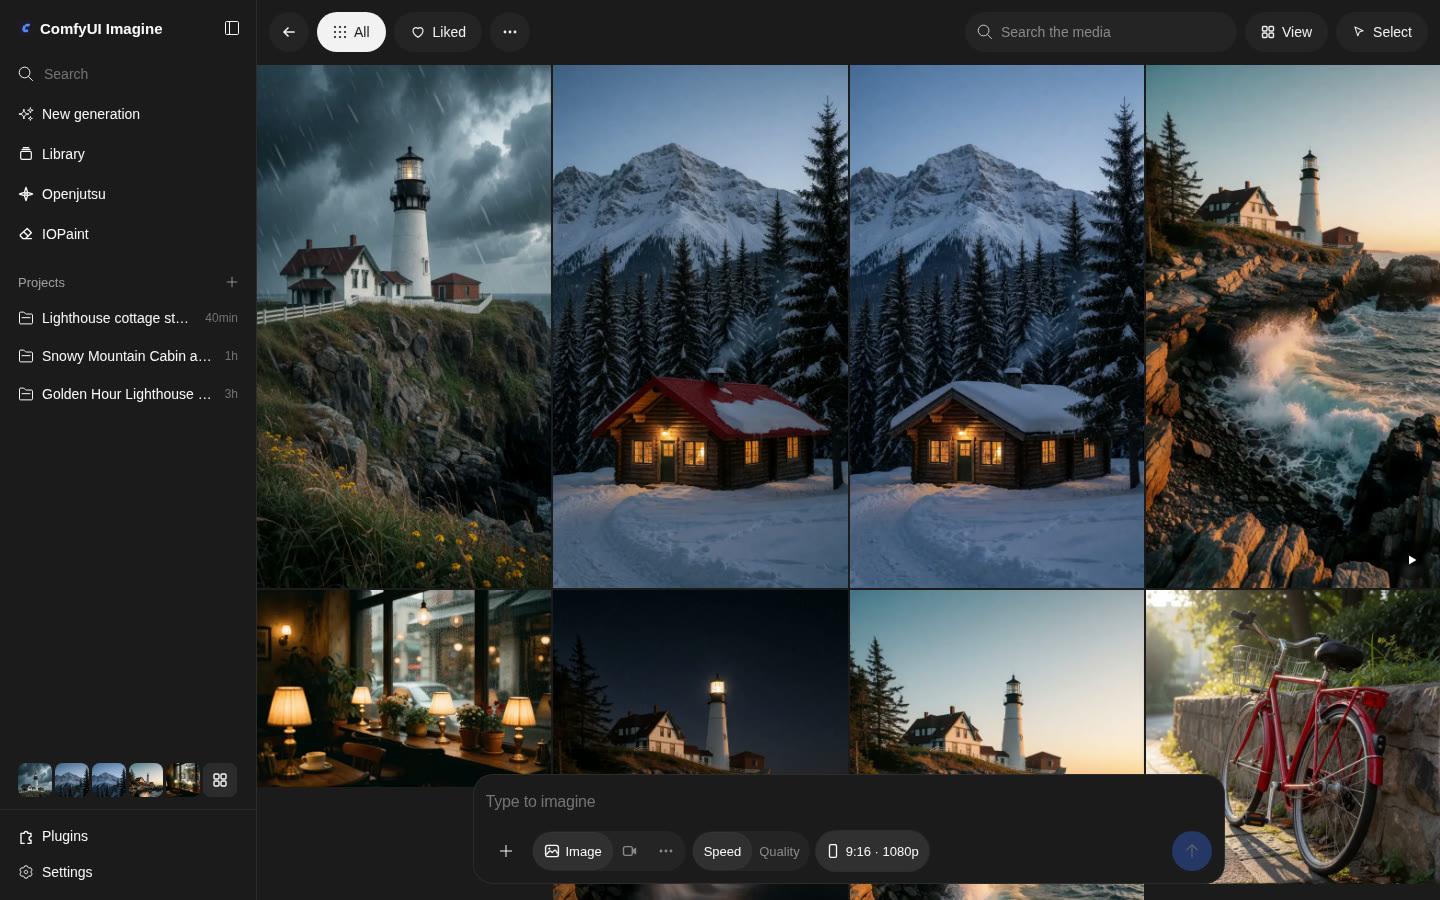 ComfyUI Imagine
Search
New generation
Library
Openjutsu
IOPaint
Projects
Lighthouse cottage st... 40min
Snowy Mountain Cabin a... 1h
Golden Hour Lighthouse ... 3h
Plugins
Settings
All
Liked
Search the media
View
Select
Type to imagine
Image
Speed
Quality
9:16 · 1080p